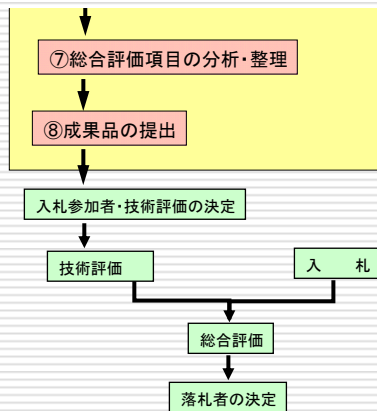 ⑦総合評価項目の分析・整理
⑧成果品の提出
入札参加者・技術評価の決定
技術評価
入　札
総合評価
落札者の決定